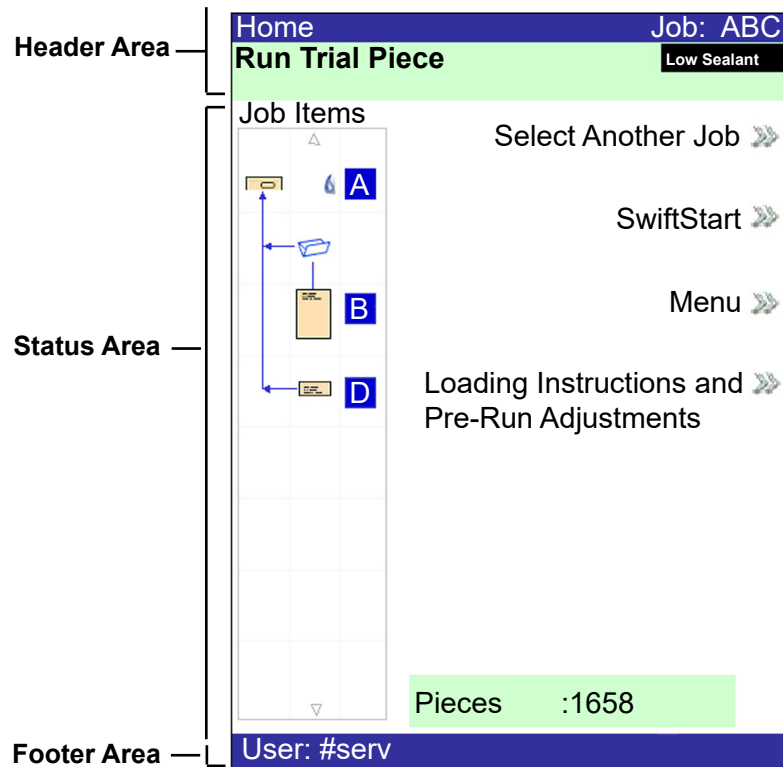 Header Area
Home
Job: ABC
Run Trial Piece
Low Sealant
Job Items
Select Another Job
A
SwiftStart
Menu
B
Status Area
Loading Instructions and
Pre-Run Adjustments
D
Pieces :1658
Footer Area
User: #serv